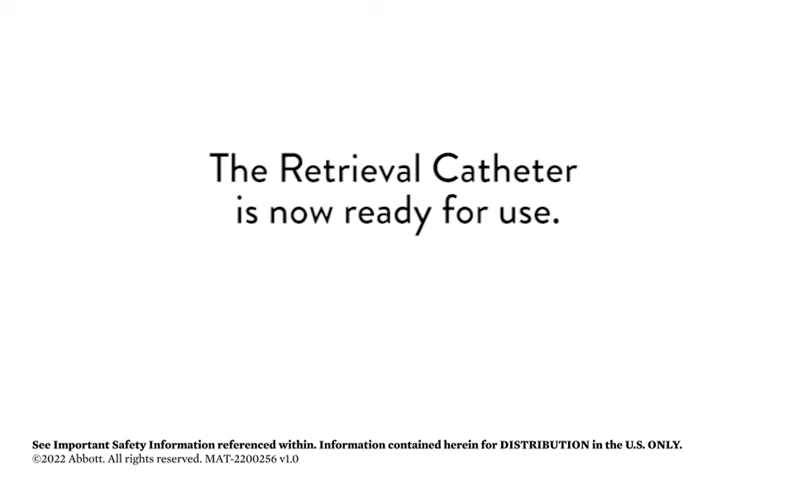 The Retrieval Catheter
is now ready for use.
See Important Safety Information referenced within. Information contained herein for DISTRIBUTION in the U.S. ONLY.
©2022 Abbott. All rights reserved. MAT-2200256 v1.0